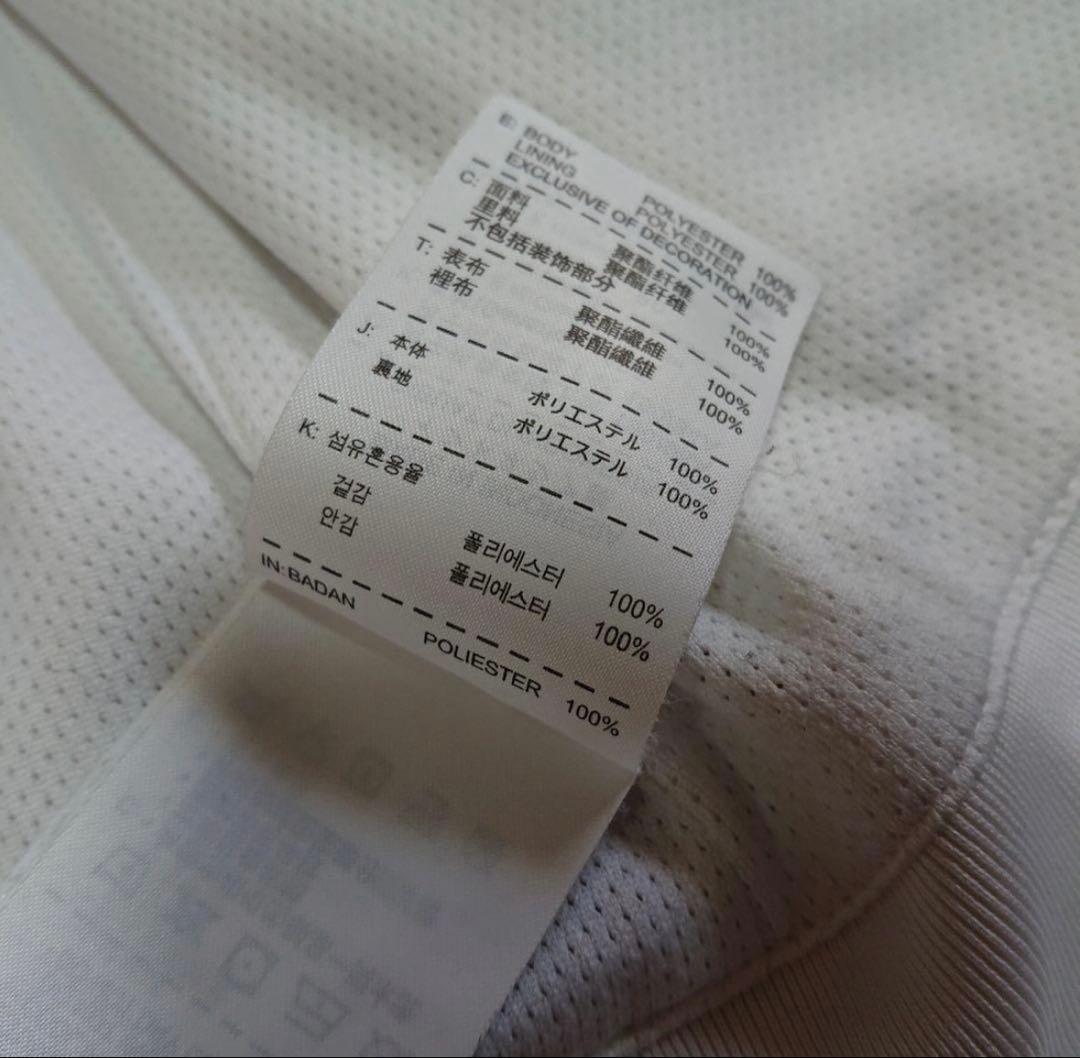 E: BODY POLYESTER 100%
LINING POLYESTER 100%
EXCLUSIVE OF DECORATION
C: 面料 聚酯纤维 100%
里料 聚酯纤维 100%
不包括装饰部分
T: 表布 聚酯纖維 100%
裡布 聚酯纖維 100%
J: 本体 ポリエステル 100%
裏地 ポリエステル 100%
K: 섬유혼용율
겉감 폴리에스터 100%
안감 폴리에스터 100%
IN:BADAN POLIESTER 100%